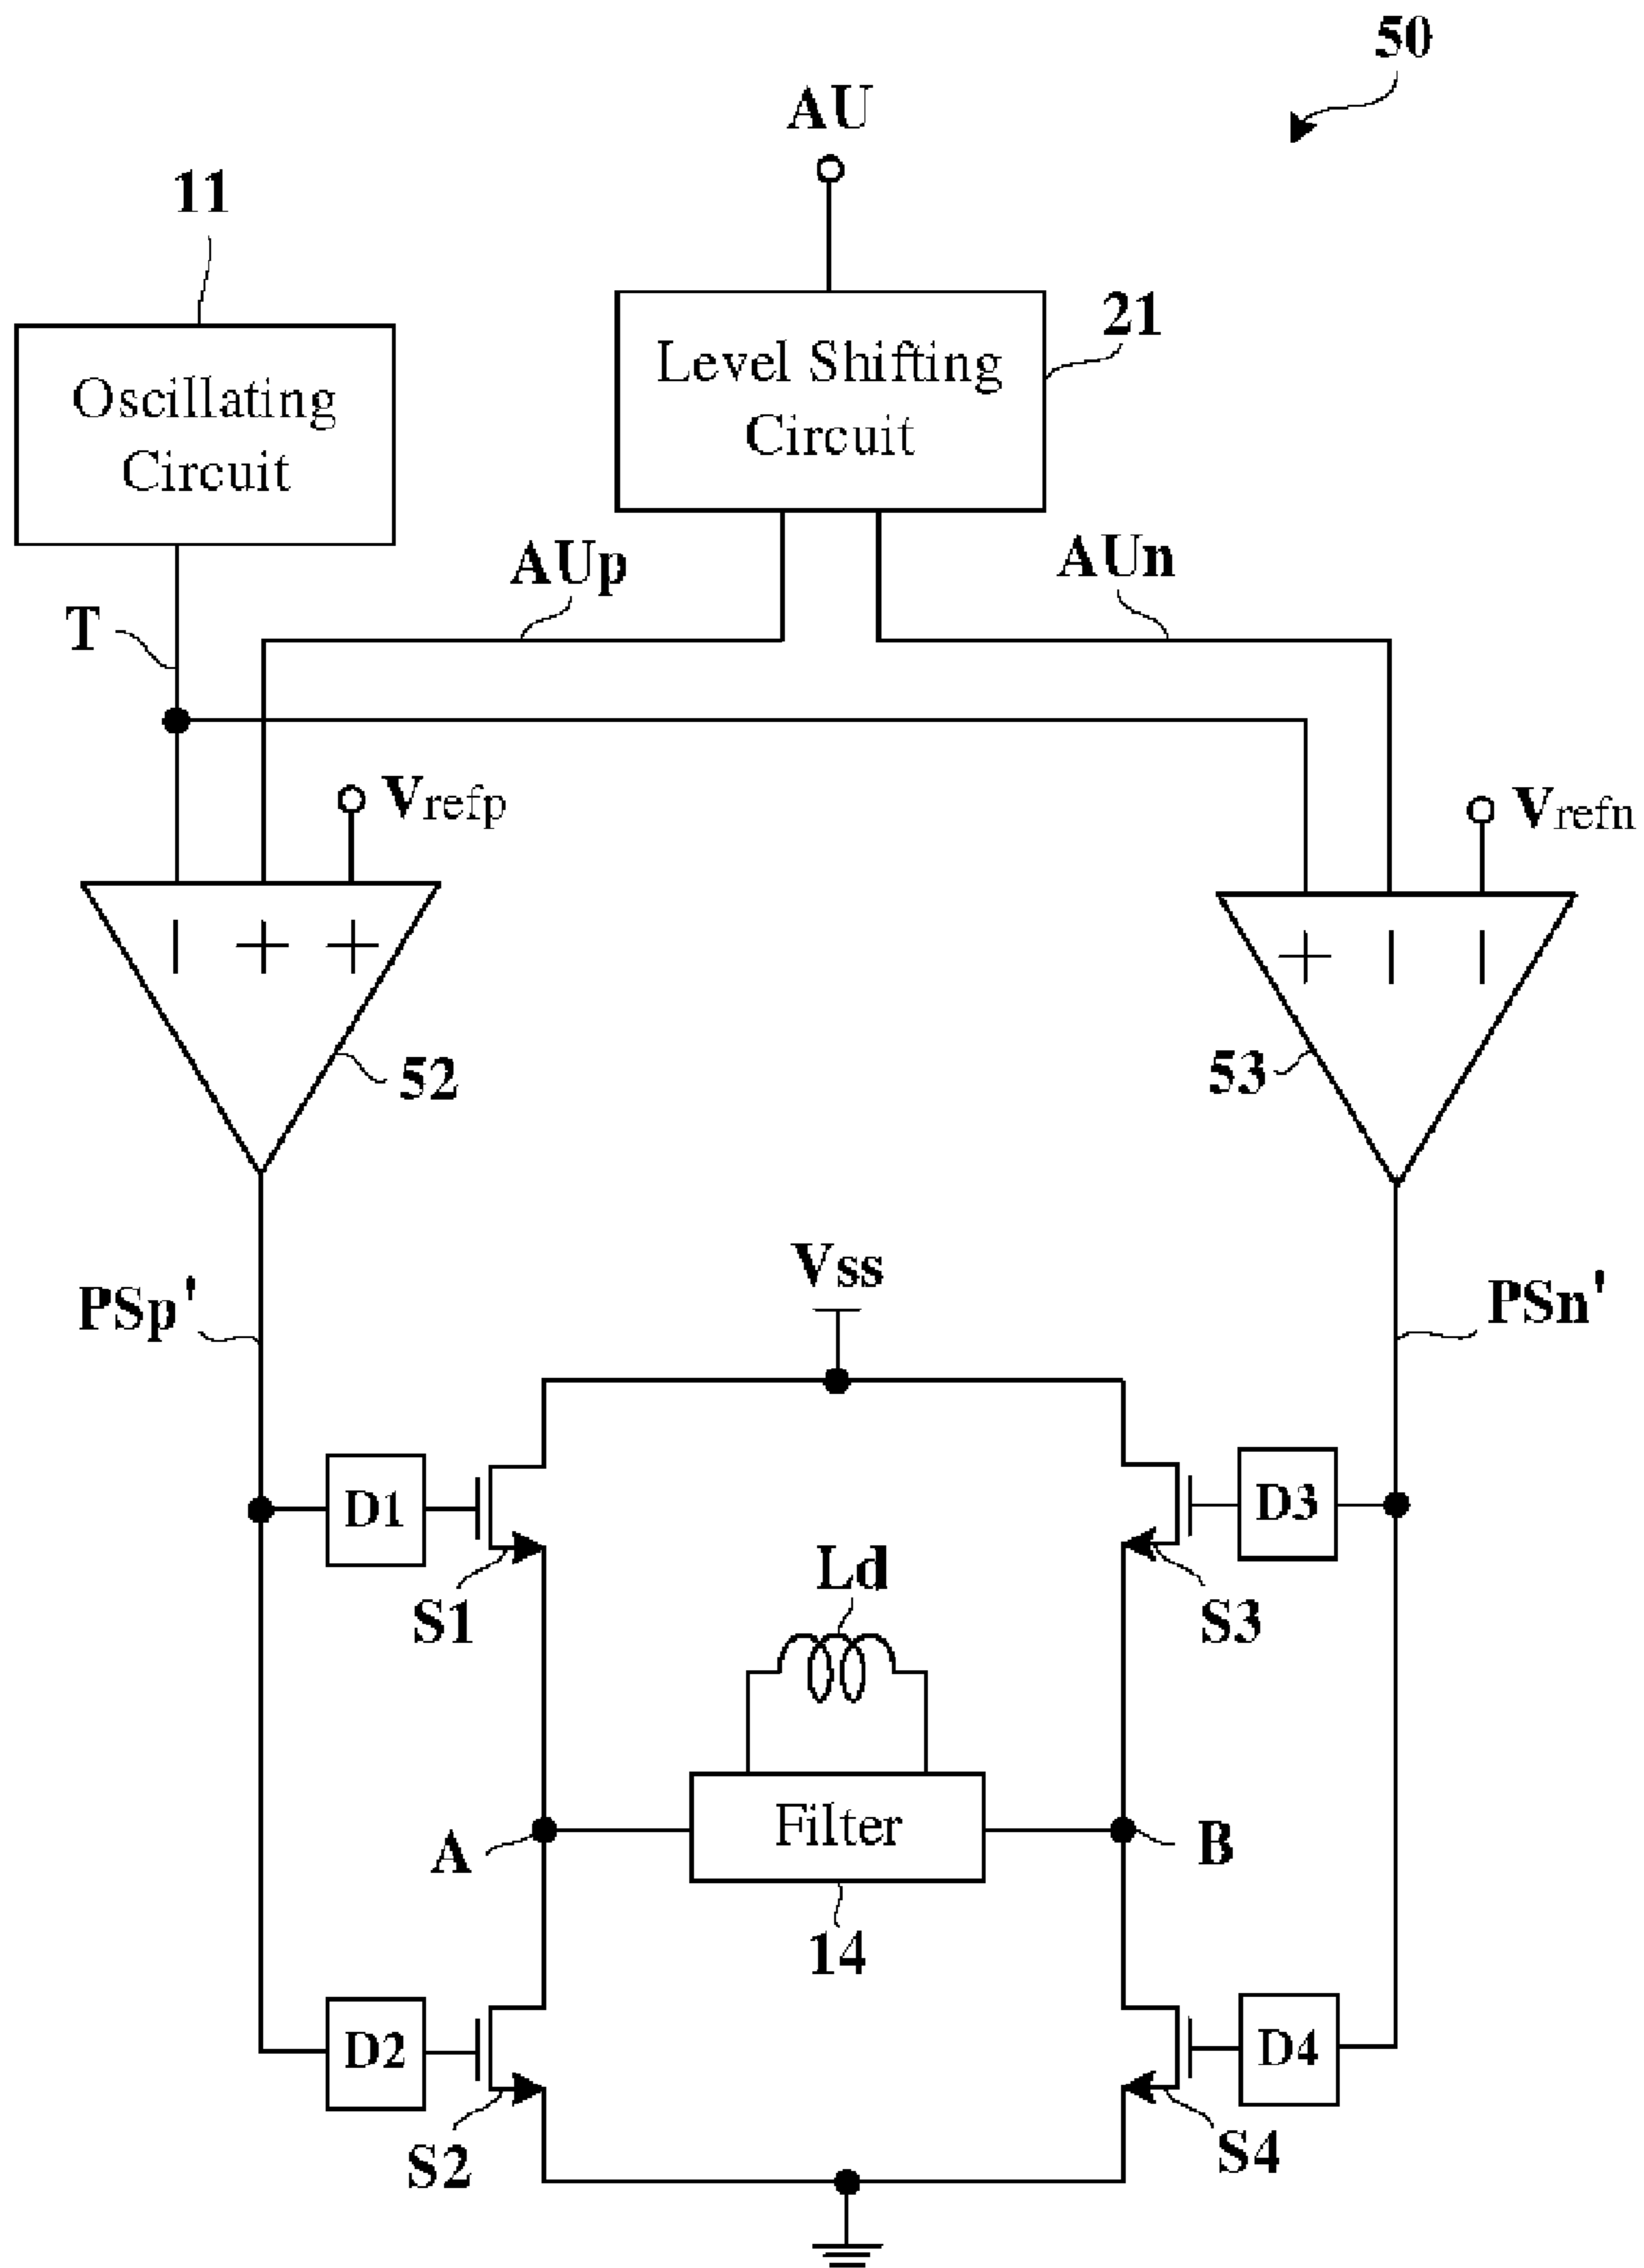 50
AU
11
21
Level Shifting
Circuit
Oscillating
Circuit
AUp
AUn
T
Vrefp
Vrefn
52
53
Vss
PSp'
PSn'
D1
D3
S1
Ld
S3
Filter
A
B
14
D2
D4
S2
S4